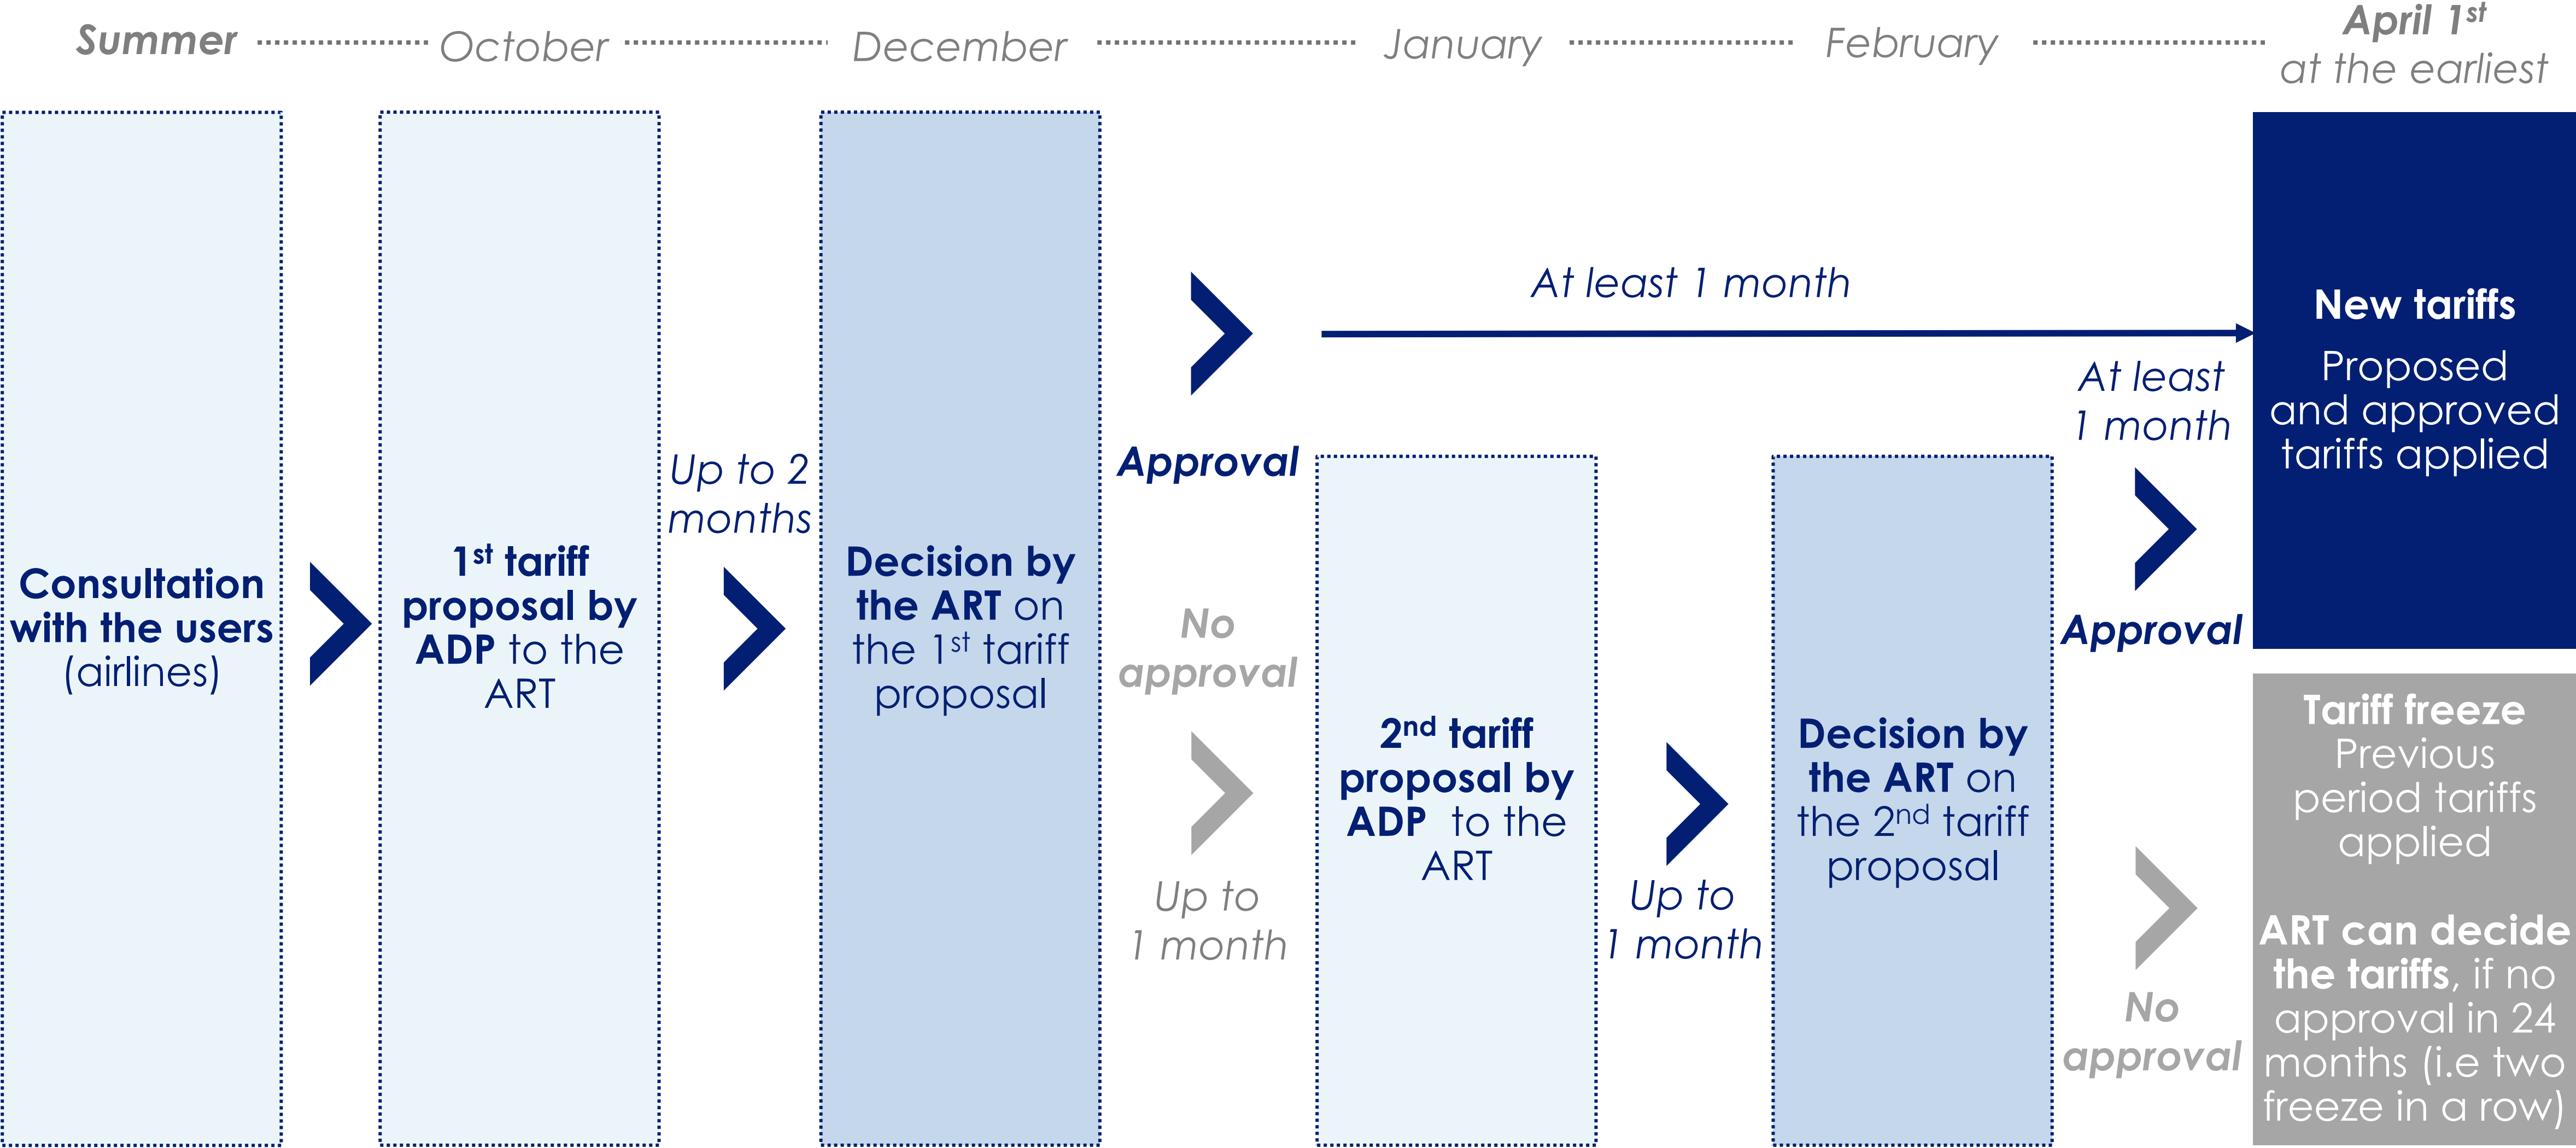 Summer
October
December
January
February
April 1st
at the earliest
Consultation
with the users
(airlines)
1st tariff
proposal by
ADP to the
ART
Up to 2
months
Decision by
the ART on
the 1st tariff
proposal
Approval
At least 1 month
No
approval
Up to
1 month
2nd tariff
proposal by
ADP  to the
ART
Up to
1 month
Decision by
the ART on
the 2nd tariff
proposal
At least
1 month
Approval
No
approval
New tariffs
Proposed
and approved
tariffs applied
Tariff freeze
Previous
period tariffs
applied
ART can decide
the tariffs, if no
approval in 24
months (i.e two
freeze in a row)